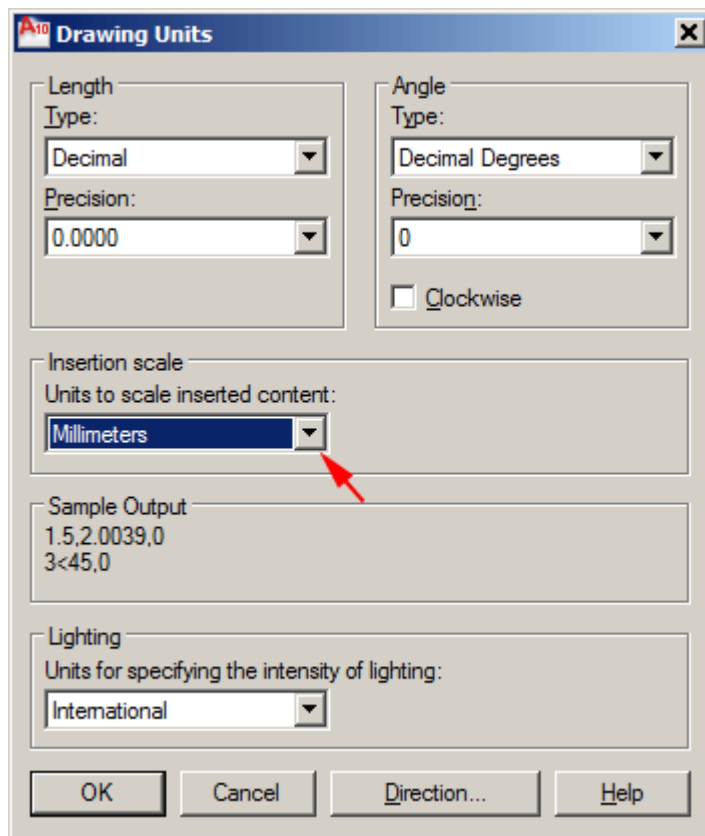 A10 Drawing Units
Length
Type:
Decimal
Precision:
0.0000
Angle
Type:
Decimal Degrees
Precision:
0
Clockwise
Insertion scale
Units to scale inserted content:
Millimeters
Sample Output
1.5,2.0039,0
3<45,0
Lighting
Units for specifying the intensity of lighting:
International
OK Cancel Direction... Help